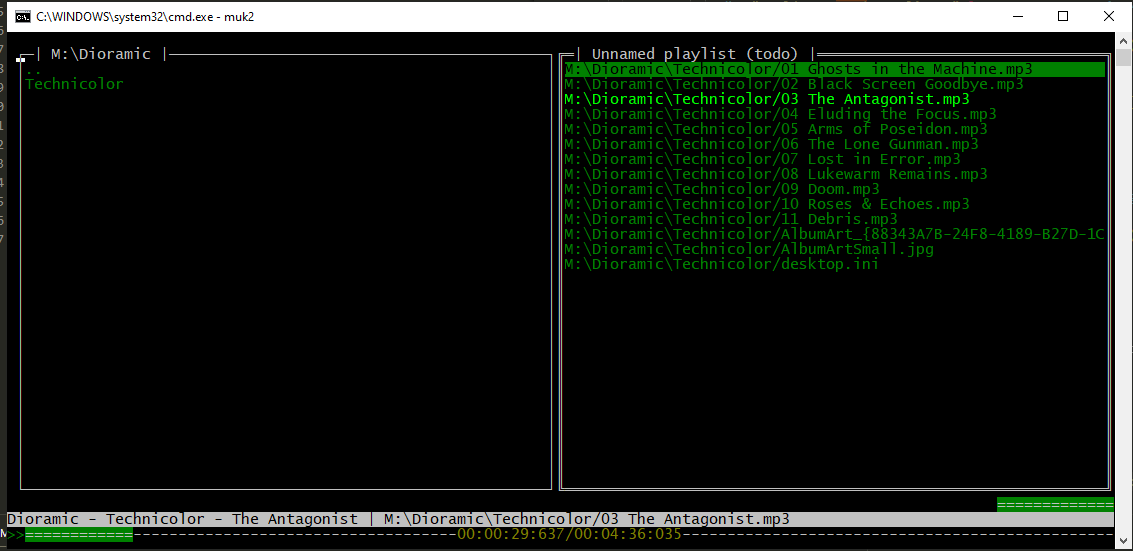 C:\WINDOWS\system32\cmd.exe - muk2
M:\Dioramic
..
Technicolor
Unnamed playlist (todo)
M:\Dioramic\Technicolor/01 Ghosts in the Machine.mp3
M:\Dioramic\Technicolor/02 Black Screen Goodbye.mp3
M:\Dioramic\Technicolor/03 The Antagonist.mp3
M:\Dioramic\Technicolor/04 Eluding the Focus.mp3
M:\Dioramic\Technicolor/05 Arms of Poseidon.mp3
M:\Dioramic\Technicolor/06 The Lone Gunman.mp3
M:\Dioramic\Technicolor/07 Lost in Error.mp3
M:\Dioramic\Technicolor/08 Lukewarm Remains.mp3
M:\Dioramic\Technicolor/09 Doom.mp3
M:\Dioramic\Technicolor/10 Roses & Echoes.mp3
M:\Dioramic\Technicolor/11 Debris.mp3
M:\Dioramic\Technicolor/AlbumArt_{88343A7B-24F8-4189-B27D-1C
M:\Dioramic\Technicolor/AlbumArtSmall.jpg
M:\Dioramic\Technicolor/desktop.ini
Dioramic - Technicolor - The Antagonist | M:\Dioramic\Technicolor/03 The Antagonist.mp3
>>============------------------------------------00:00:29:637/00:04:36:035------------------------------------------------